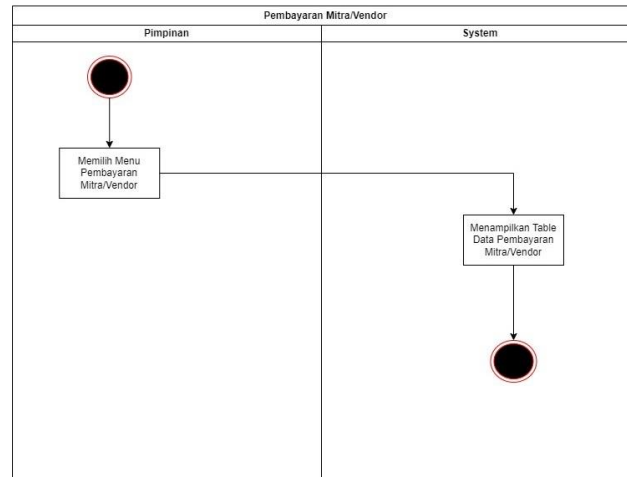 Pembayaran Mitra/Vendor
Pimpinan
System
Memilih Menu
Pembayaran
Mitra/Vendor
Menampilkan Table
Data Pembayaran
Mitra/Vendor